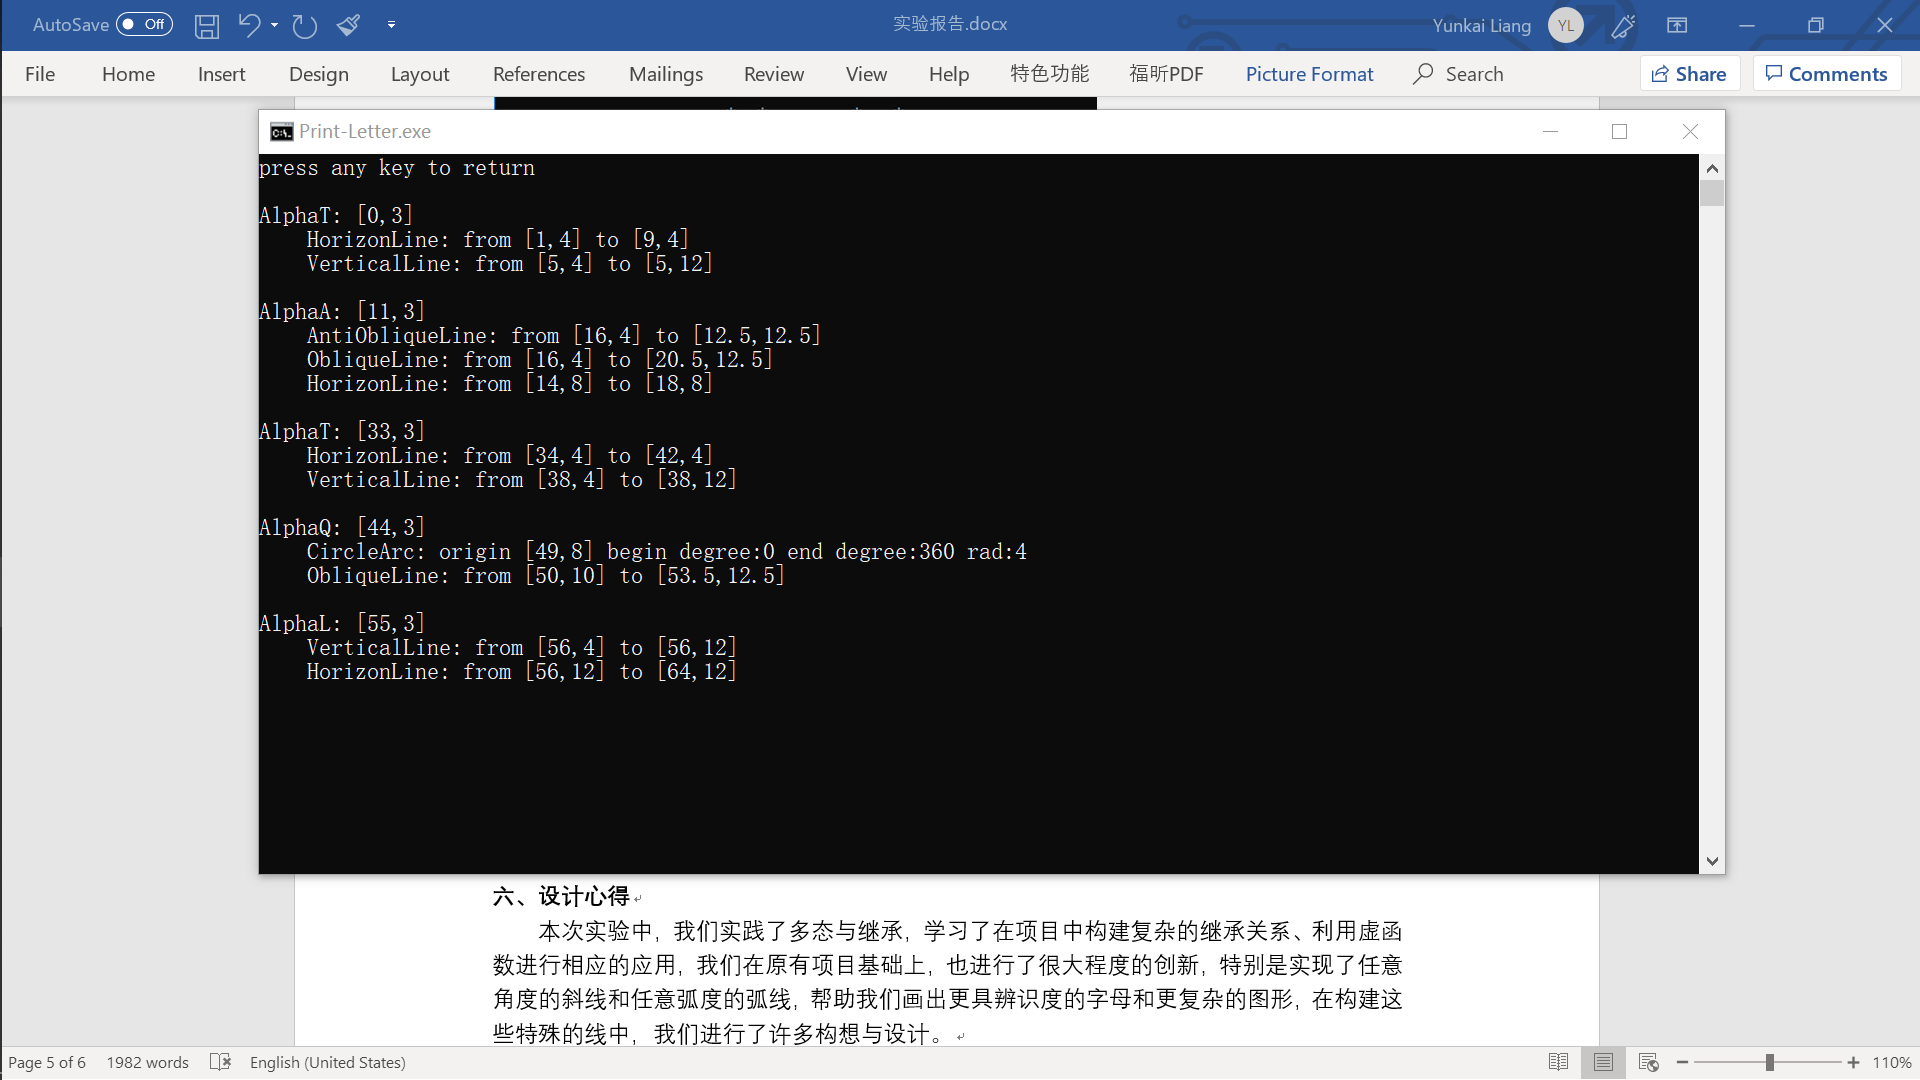 AutoSave Off
实验报告.docx
Yunkai Liang YL
File Home Insert Design Layout References Mailings Review View Help 特色功能 福昕PDF Picture Format Search Share Comments
C:\. Print-Letter.exe
press any key to return
AlphaT: [0,3]
HorizonLine: from [1,4] to [9,4]
VerticalLine: from [5,4] to [5,12]
AlphaA: [11,3]
AntiObliqueLine: from [16,4] to [12.5,12.5]
ObliqueLine: from [16,4] to [20.5,12.5]
HorizonLine: from [14,8] to [18,8]
AlphaT: [33,3]
HorizonLine: from [34,4] to [42,4]
VerticalLine: from [38,4] to [38,12]
AlphaQ: [44,3]
CircleArc: origin [49,8] begin degree:0 end degree:360 rad:4
ObliqueLine: from [50,10] to [53.5,12.5]
AlphaL: [55,3]
VerticalLine: from [56,4] to [56,12]
HorizonLine: from [56,12] to [64,12]
六、设计心得
本次实验中，我们实践了多态与继承，学习了在项目中构建复杂的继承关系、利用虚函
数进行相应的应用，我们在原有项目基础上，也进行了很大程度的创新，特别是实现了任意
角度的斜线和任意弧度的弧线，帮助我们画出更具辨识度的字母和更复杂的图形，在构建这
些特殊的线中，我们进行了许多构想与设计。
Page 5 of 6 1982 words English (United States) 110%